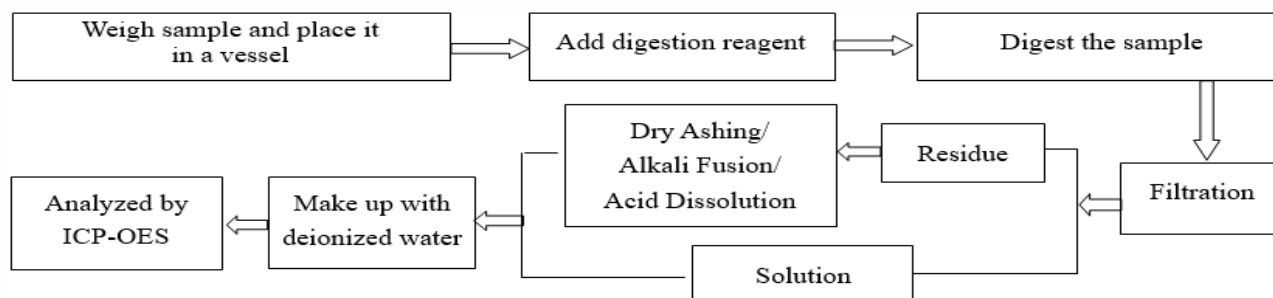 Weigh sample and place it
in a vessel
Add digestion reagent
Digest the sample
Filtration
Residue
Dry Ashing/
Alkali Fusion/
Acid Dissolution
Solution
Make up with
deionized water
Analyzed by
ICP-OES